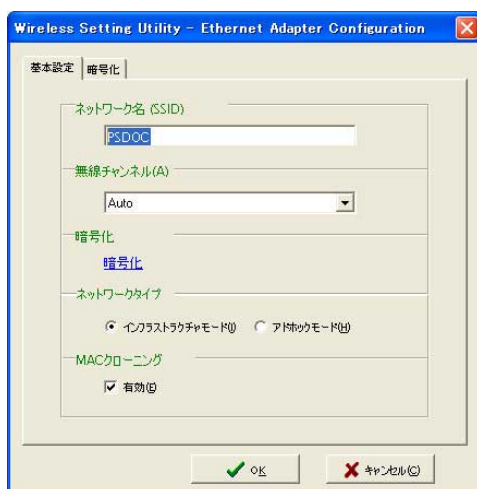 Wireless Setting Utility - Ethernet Adapter Configuration
基本設定 暗号化
ネットワーク名 (SSID)
PSDOC
無線チャンネル(A)
Auto
暗号化
暗号化
ネットワークタイプ
インフラストラクチャモード(I) アドホックモード(H)
MACクローニング
有効(E)
OK キャンセル(C)